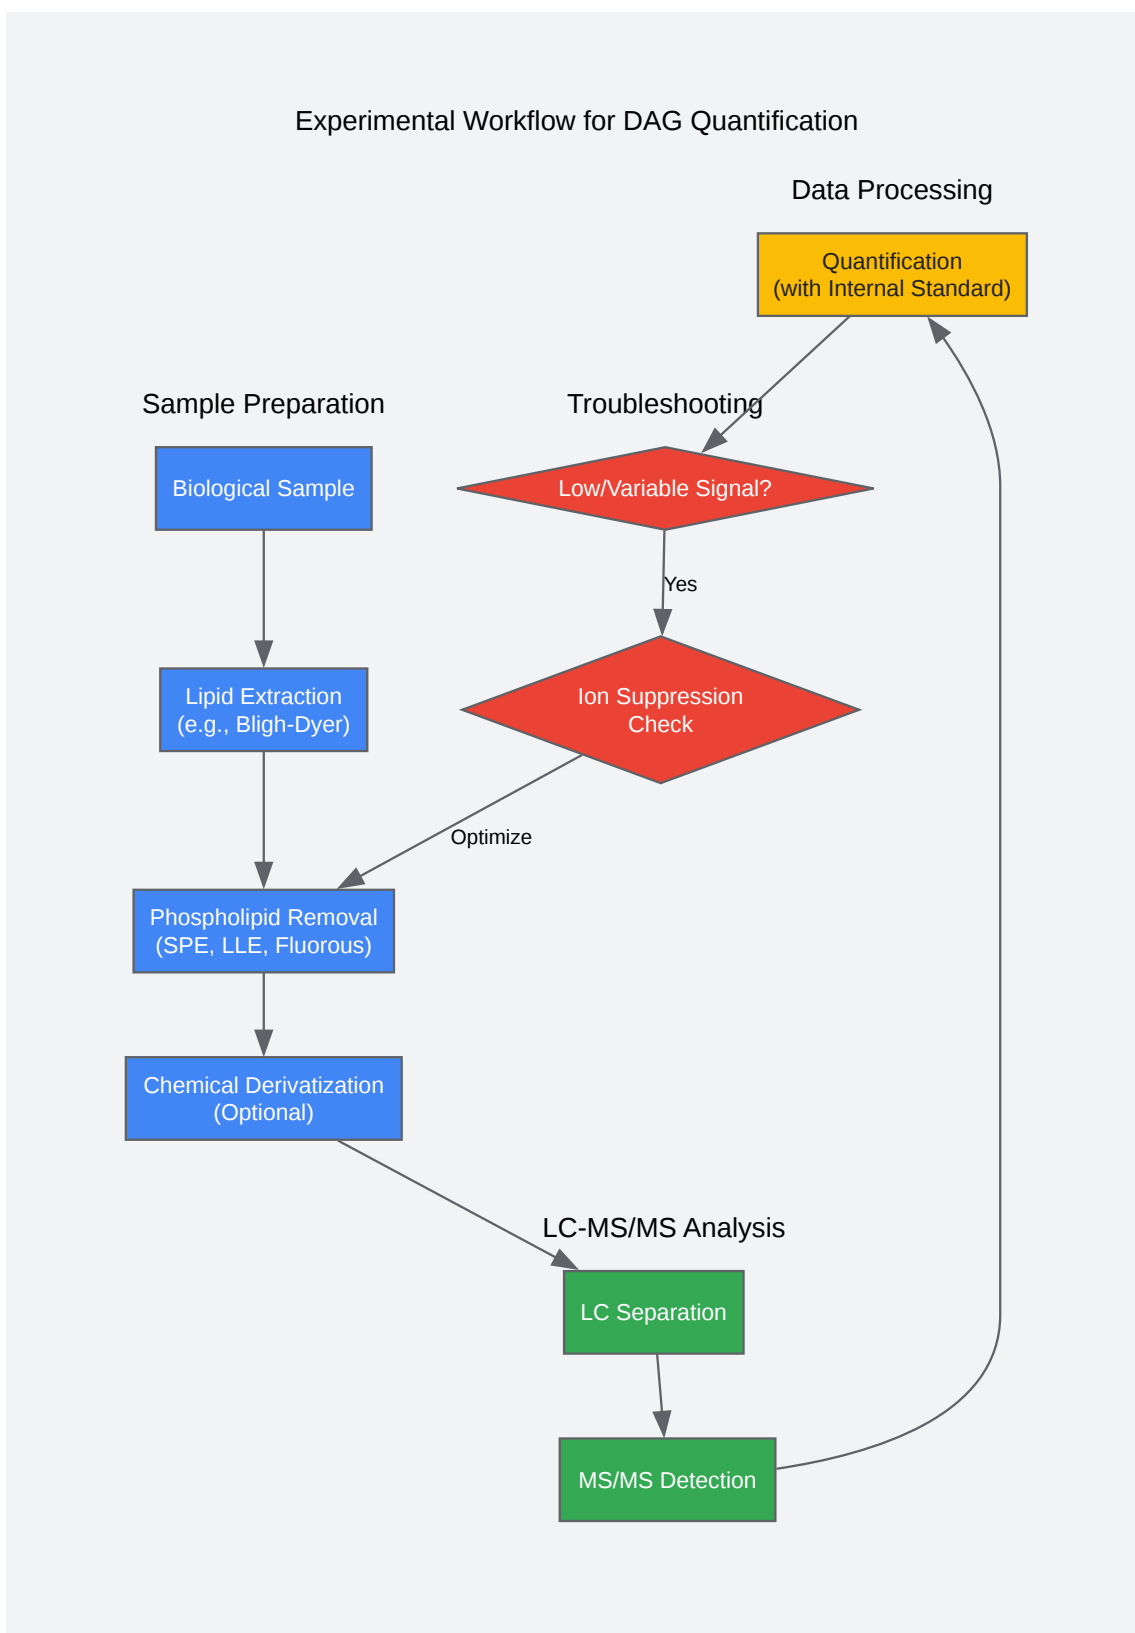 Experimental Workflow for DAG Quantification
Data Processing
Quantification
(with Internal Standard)
Sample Preparation
Troubleshooting
Biological Sample
Low/Variable Signal?
Yes
Lipid Extraction
(e.g., Bligh-Dyer)
Ion Suppression
Check
Optimize
Phospholipid Removal
(SPE, LLE, Fluorous)
Chemical Derivatization
(Optional)
LC-MS/MS Analysis
LC Separation
MS/MS Detection